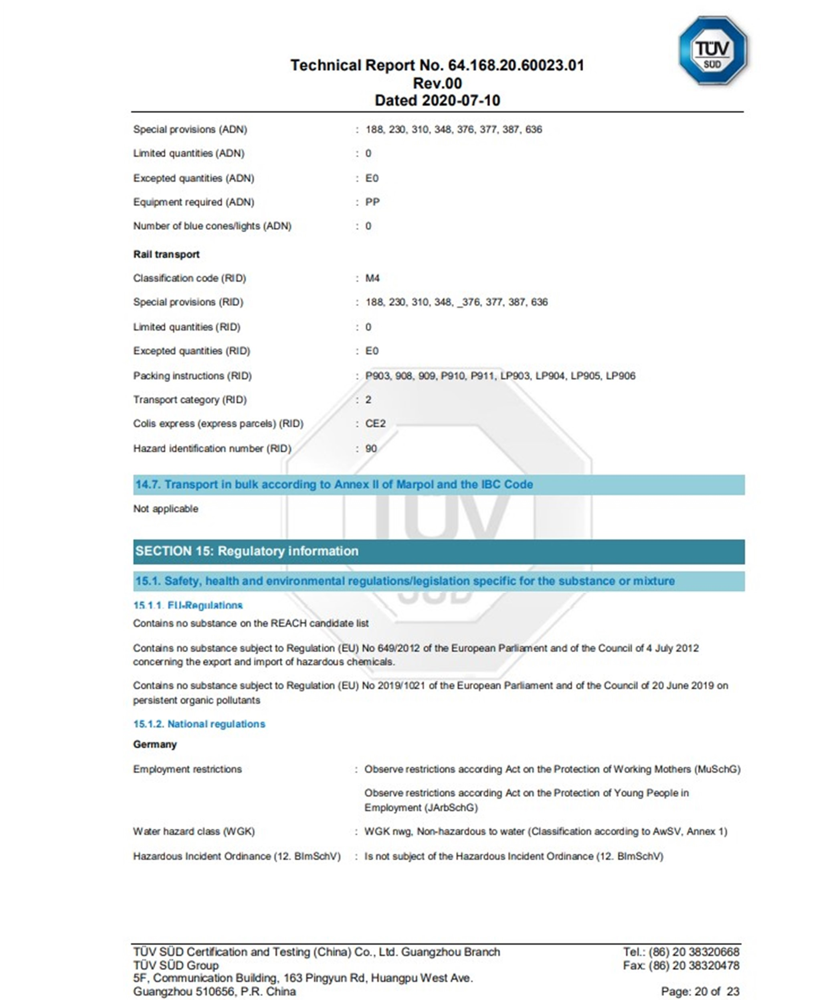 TÜV
SÜD
Technical Report No. 64.168.20.60023.01
Rev.00
Dated 2020-07-10
Special provisions (ADN) : 188, 230, 310, 348, 376, 377, 387, 636
Limited quantities (ADN) : 0
Excepted quantities (ADN) : E0
Equipment required (ADN) : PP
Number of blue cones/lights (ADN) : 0
Rail transport
Classification code (RID) : M4
Special provisions (RID) : 188, 230, 310, 348, _376, 377, 387, 636
Limited quantities (RID) : 0
Excepted quantities (RID) : E0
Packing instructions (RID) : P903, 908, 909, P910, P911, LP903, LP904, LP905, LP906
Transport category (RID) : 2
Colis express (express parcels) (RID) : CE2
Hazard identification number (RID) : 90
14.7. Transport in bulk according to Annex II of Marpol and the IBC Code
Not applicable
TÜV
SECTION 15: Regulatory information
15.1. Safety, health and environmental regulations/legislation specific for the substance or mixture
SÜD
15.1.1. EU-Regulations
Contains no substance on the REACH candidate list
Contains no substance subject to Regulation (EU) No 649/2012 of the European Parliament and of the Council of 4 July 2012
concerning the export and import of hazardous chemicals.
Contains no substance subject to Regulation (EU) No 2019/1021 of the European Parliament and of the Council of 20 June 2019 on
persistent organic pollutants
15.1.2. National regulations
Germany
Employment restrictions : Observe restrictions according Act on the Protection of Working Mothers (MuSchG)
Observe restrictions according Act on the Protection of Young People in
Employment (JArbSchG)
Water hazard class (WGK) : WGK nwg, Non-hazardous to water (Classification according to AwSV, Annex 1)
Hazardous Incident Ordinance (12. BImSchV) : Is not subject of the Hazardous Incident Ordinance (12. BImSchV)
TÜV SÜD Certification and Testing (China) Co., Ltd. Guangzhou Branch Tel.: (86) 20 38320668
TÜV SÜD Group Fax: (86) 20 38320478
5F, Communication Building, 163 Pingyun Rd, Huangpu West Ave.
Guangzhou 510656, P.R. China Page: 20 of 23